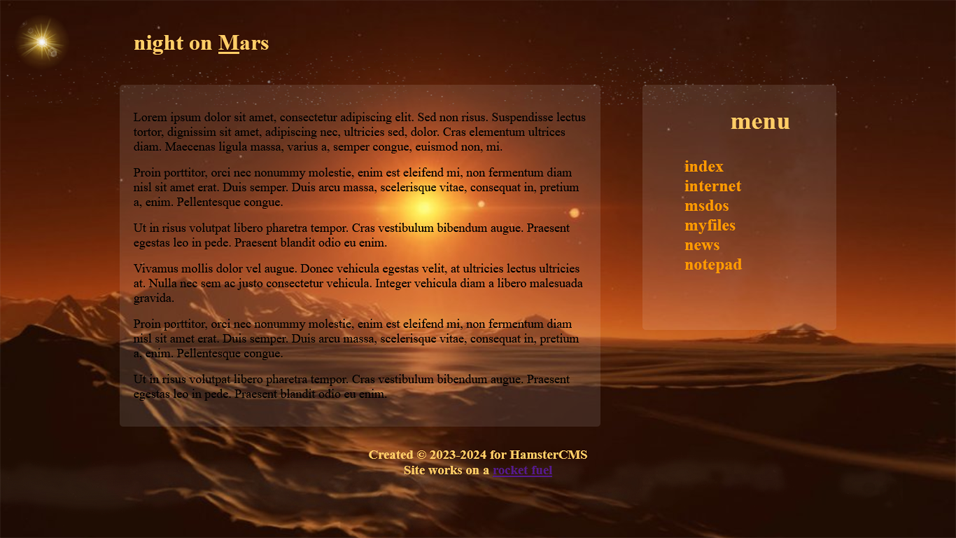 night on Mars
Lorem ipsum dolor sit amet, consectetur adipiscing elit. Sed non risus. Suspendisse lectus
tortor, dignissim sit amet, adipiscing nec, ultricies sed, dolor. Cras elementum ultrices
diam. Maecenas ligula massa, varius a, semper congue, euismod non, mi.
Proin porttitor, orci nec nonummy molestie, enim est eleifend mi, non fermentum diam
nisl sit amet erat. Duis semper. Duis arcu massa, scelerisque vitae, consequat in, pretium
a, enim. Pellentesque congue.
Ut in risus volutpat libero pharetra tempor. Cras vestibulum bibendum augue. Praesent
egestas leo in pede. Praesent blandit odio eu enim.
Vivamus mollis dolor vel augue. Donec vehicula egestas velit, at ultricies lectus ultricies
at. Nulla nec sem ac justo consectetur vehicula. Integer vehicula diam a libero malesuada
gravida.
Proin porttitor, orci nec nonummy molestie, enim est eleifend mi, non fermentum diam
nisl sit amet erat. Duis semper. Duis arcu massa, scelerisque vitae, consequat in, pretium
a, enim. Pellentesque congue.
Ut in risus volutpat libero pharetra tempor. Cras vestibulum bibendum augue. Praesent
egestas leo in pede. Praesent blandit odio eu enim.
menu
index
internet
msdos
myfiles
news
notepad
Created © 2023-2024 for HamsterCMS
Site works on a rocket fuel